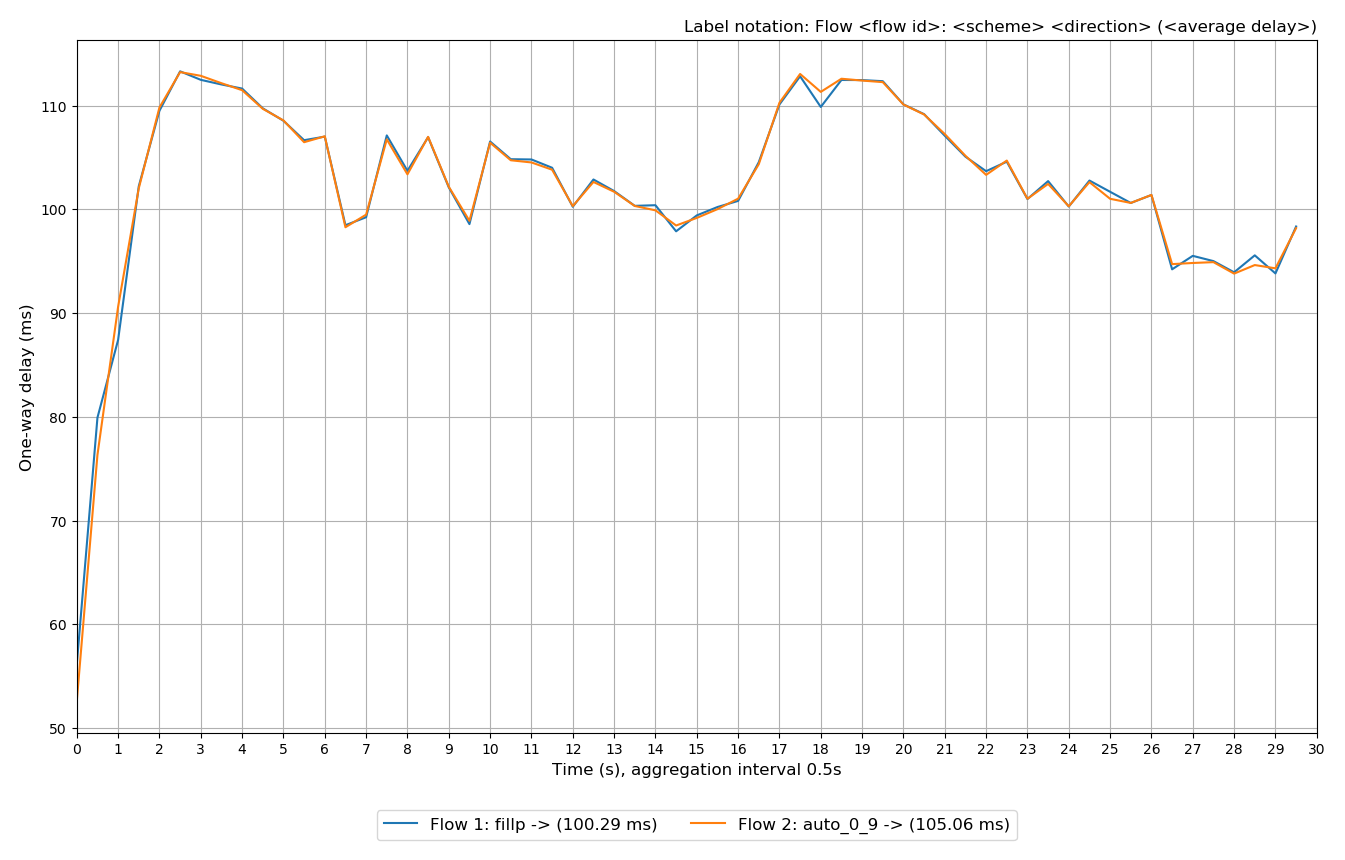 Label notation: Flow <flow id>: <scheme> <direction> (<average delay>)
One-way delay (ms)
110
100
90
80
70
60
50
0 1 2 3 4 5 6 7 8 9 10 11 12 13 14 15 16 17 18 19 20 21 22 23 24 25 26 27 28 29 30
Time (s), aggregation interval 0.5s
Flow 1: fillp -> (100.29 ms) Flow 2: auto_0_9 -> (105.06 ms)